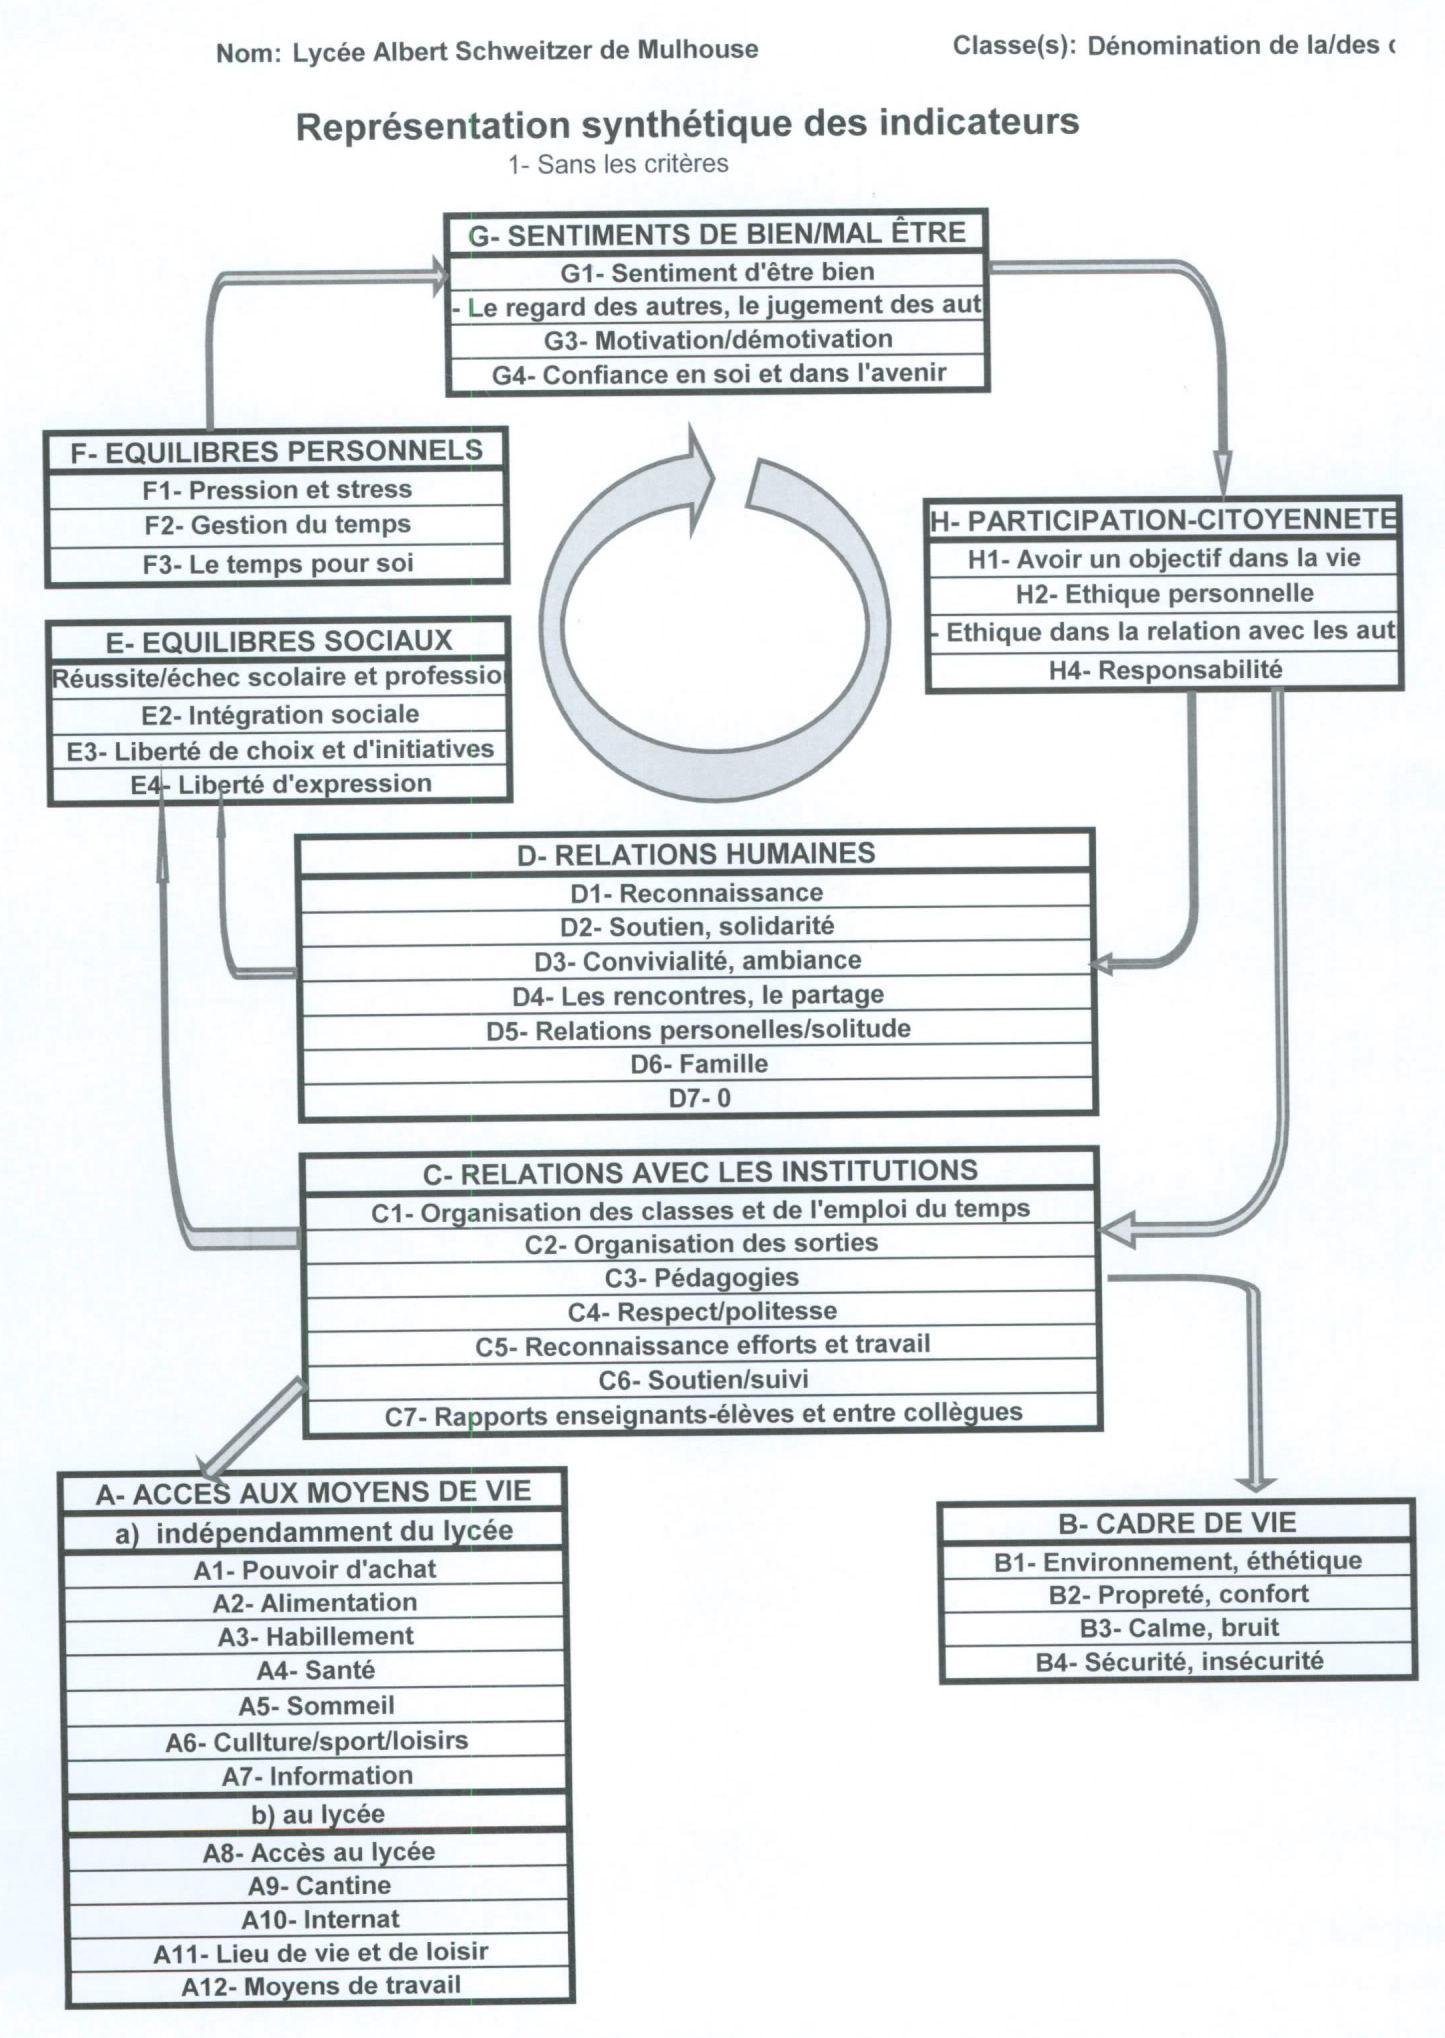 Nom: Lycée Albert Schweitzer de Mulhouse
Classe(s): Dénomination de la/des
Représentation synthétique des indicateurs
1- Sans les critères
G- SENTIMENTS DE BIEN/MAL ÊTRE
G1- Sentiment d'être bien
- Le regard des autres, le jugement des aut
G3- Motivation/démotivation
G4- Confiance en soi et dans l'avenir
F- EQUILIBRES PERSONNELS
F1- Pression et stress
F2- Gestion du temps
F3- Le temps pour soi
H- PARTICIPATION-CITOYENNETE
H1- Avoir un objectif dans la vie
H2- Ethique personnelle
- Ethique dans la relation avec les aut
H4- Responsabilité
E- EQUILIBRES SOCIAUX
Réussite/échec scolaire et professio
E2- Intégration sociale
E3- Liberté de choix et d'initiatives
E4- Liberté d'expression
D- RELATIONS HUMAINES
D1- Reconnaissance
D2- Soutien, solidarité
D3- Convivialité, ambiance
D4- Les rencontres, le partage
D5- Relations personelles/solitude
D6- Famille
D7- 0
C- RELATIONS AVEC LES INSTITUTIONS
C1- Organisation des classes et de l'emploi du temps
C2- Organisation des sorties
C3- Pédagogies
C4- Respect/politesse
C5- Reconnaissance efforts et travail
C6- Soutien/suivi
C7- Rapports enseignants-élèves et entre collègues
A- ACCES AUX MOYENS DE VIE
a) indépendamment du lycée
A1- Pouvoir d'achat
A2- Alimentation
A3- Habillement
A4- Santé
A5- Sommeil
A6- Cullture/sport/loisirs
A7- Information
b) au lycée
A8- Accès au lycée
A9- Cantine
A10- Internat
A11- Lieu de vie et de loisir
A12- Moyens de travail
B- CADRE DE VIE
B1- Environnement, éthétique
B2- Propreté, confort
B3- Calme, bruit
B4- Sécurité, insécurité